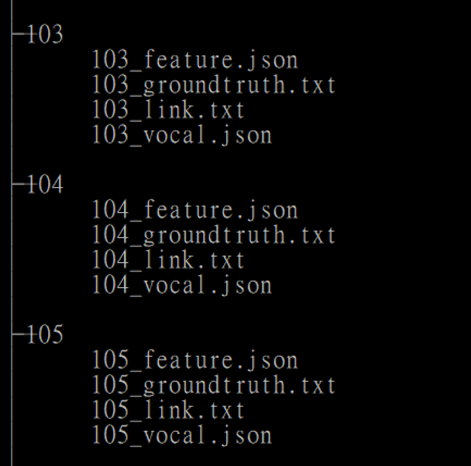 103
103_feature.json
103_groundtruth.txt
103_link.txt
103_vocal.json
104
104_feature.json
104_groundtruth.txt
104_link.txt
104_vocal.json
105
105_feature.json
105_groundtruth.txt
105_link.txt
105_vocal.json